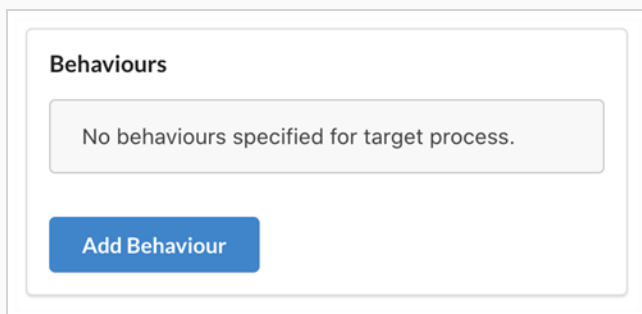 Behaviours
No behaviours specified for target process.
Add Behaviour